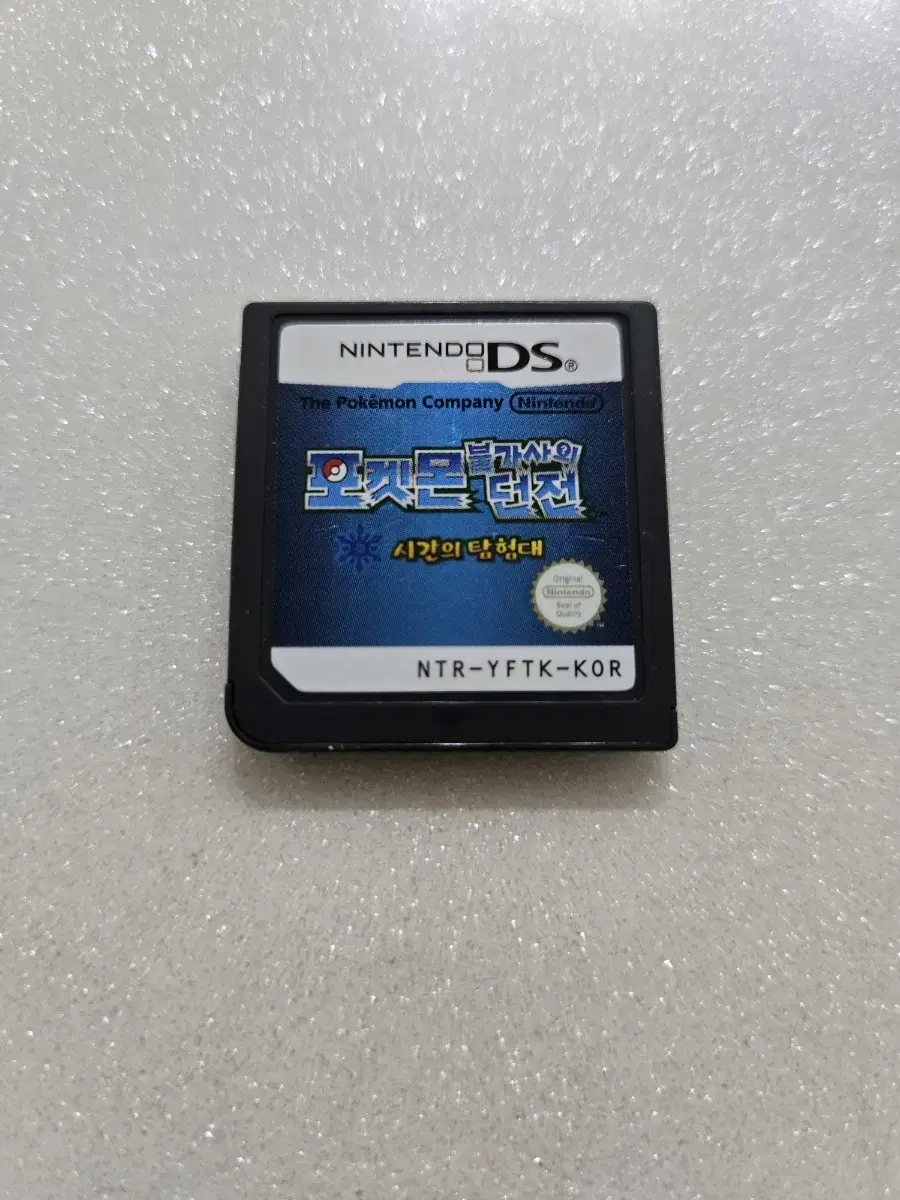 NINTENDO DS®
The Pokémon Company Nintendo
포켓몬 불가사의 던전
시간의 탐험대
Original
Nintendo
Seal of
Quality
NTR-YFTK-KOR